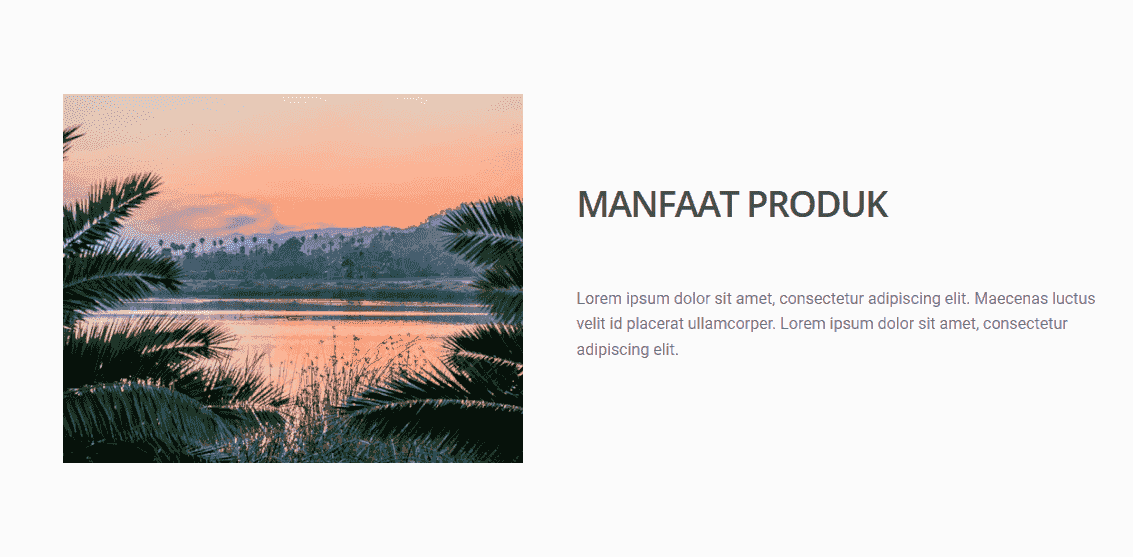 MANFAAT PRODUK
Lorem ipsum dolor sit amet, consectetur adipiscing elit. Maecenas luctus
velit id placerat ullamcorper. Lorem ipsum dolor sit amet, consectetur
adipiscing elit.